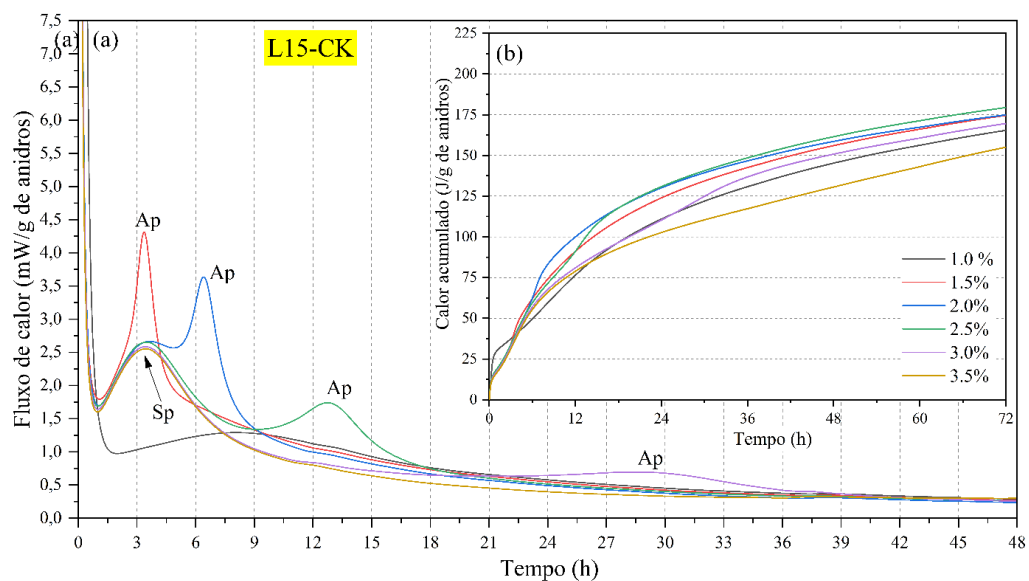 (a) (a)
L15-CK
Fluxo de calor (mW/g de anidros)
7,5
7,0
6,5
6,0
5,5
5,0
4,5
4,0
3,5
3,0
2,5
2,0
1,5
1,0
0,5
0,0
Ap
Ap
Ap
Ap
Sp
0 3 6 9 12 15 18 21 24 27 30 33 36 39 42 45 48
Tempo (h)
(b)
Calor acumulado (J/g de anidros)
225
200
175
150
125
100
75
50
25
0
1.0 %
1.5%
2.0%
2.5%
3.0%
3.5%
0 12 24 36 48 60 72
Tempo (h)